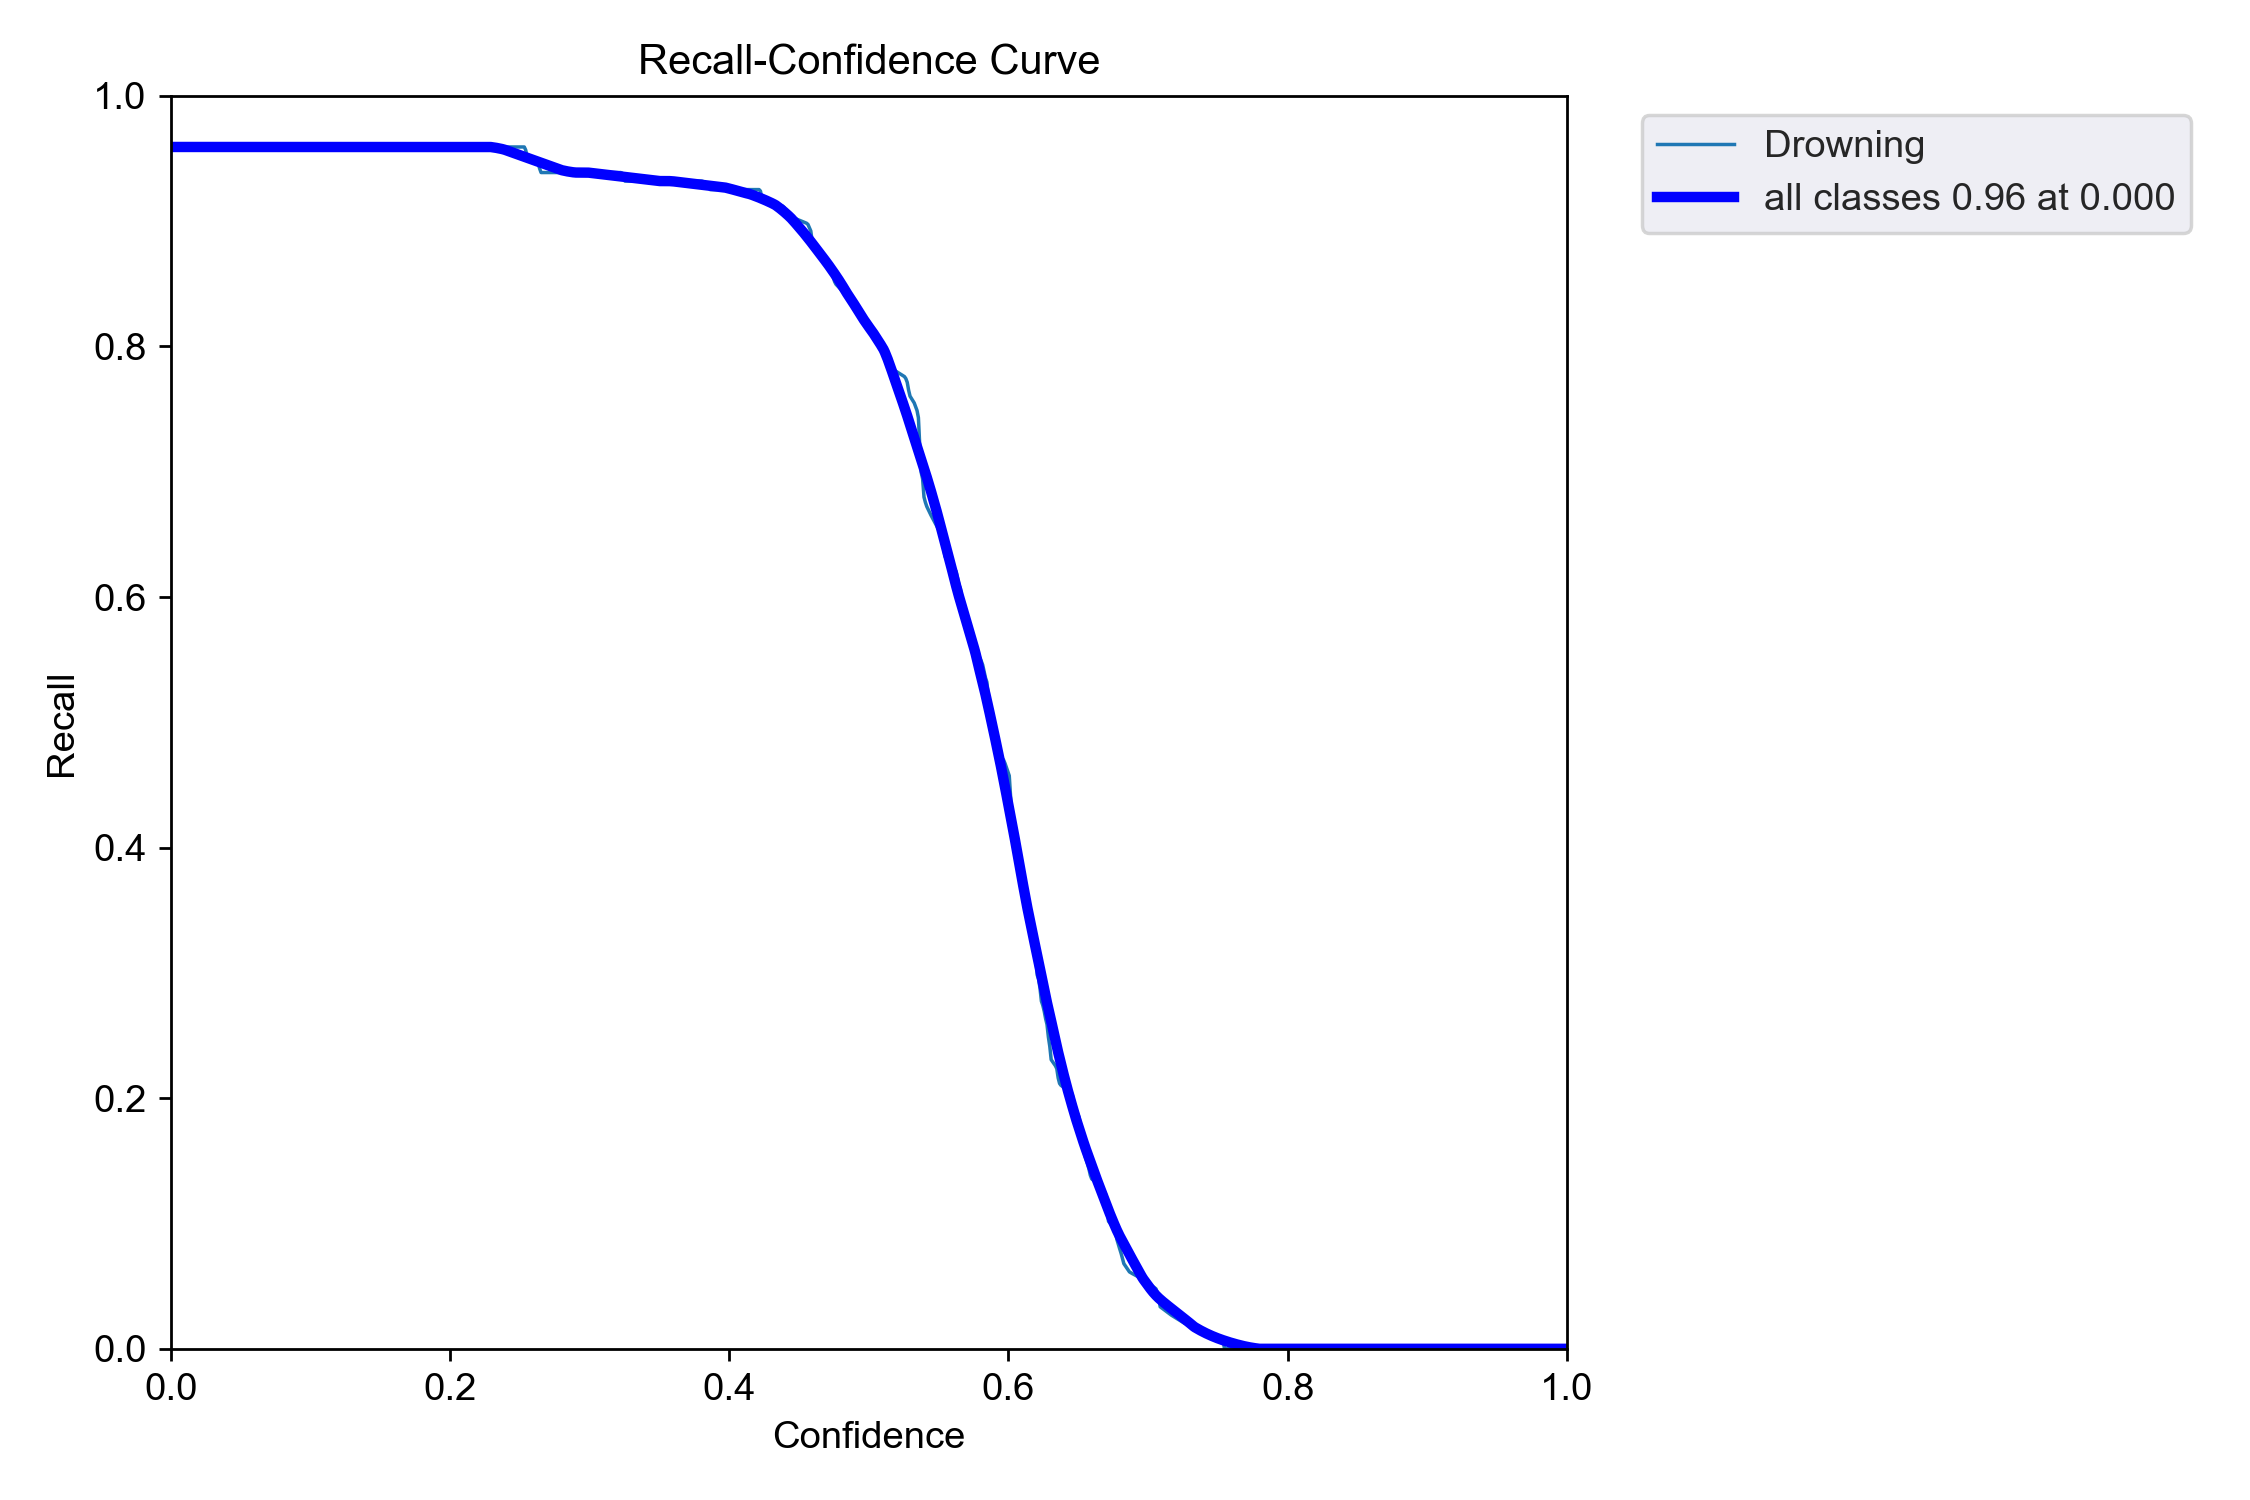 Recall-Confidence Curve
1.0
0.8
0.6
0.4
0.2
0.0
Recall
0.0 0.2 0.4 0.6 0.8 1.0
Confidence
Drowning
all classes 0.96 at 0.000